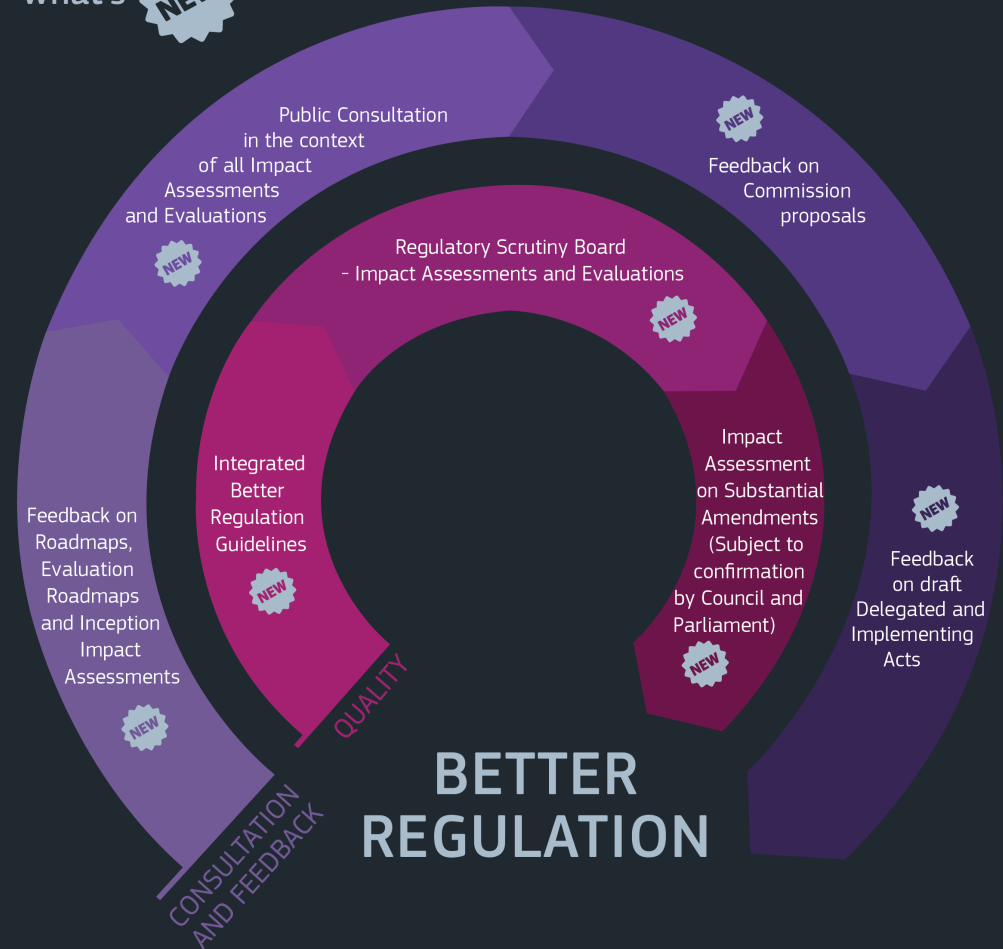 what's
NEW
Public Consultation
in the context
of all Impact
Assessments
and Evaluations
NEW
NEW
Feedback on
Commission
proposals
Regulatory Scrutiny Board
- Impact Assessments and Evaluations
NEW
Integrated
Better
Regulation
Guidelines
NEW
Impact
Assessment
on Substantial
Amendments
(Subject to
confirmation
by Council and
Parliament)
NEW
Feedback on
Roadmaps,
Evaluation
Roadmaps
and Inception
Impact
Assessments
NEW
NEW
Feedback
on draft
Delegated and
Implementing
Acts
QUALITY
CONSULTATION
AND FEEDBACK
BETTER
REGULATION